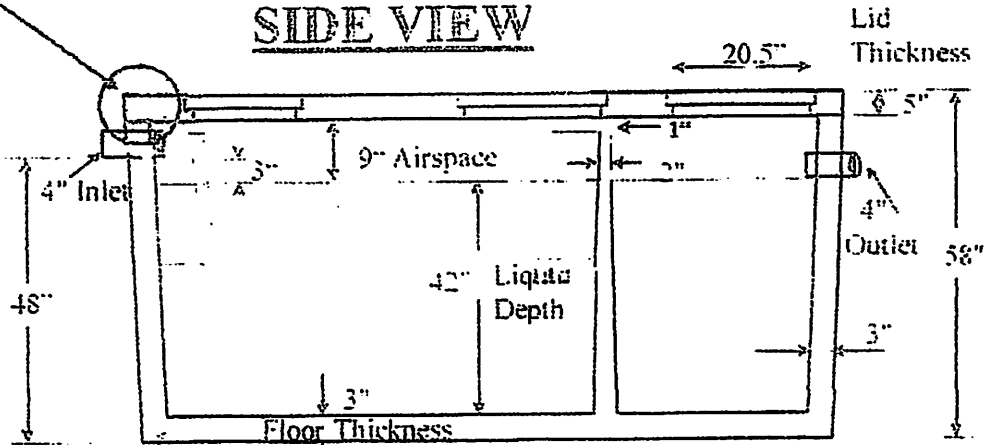 SIDE VIEW
Lid
Thickness
20.5"
5"
1"
9" Airspace
3"
4" Inlet
4"
Outlet
58"
48"
42" Liquid
Depth
3"
3"
Floor Thickness